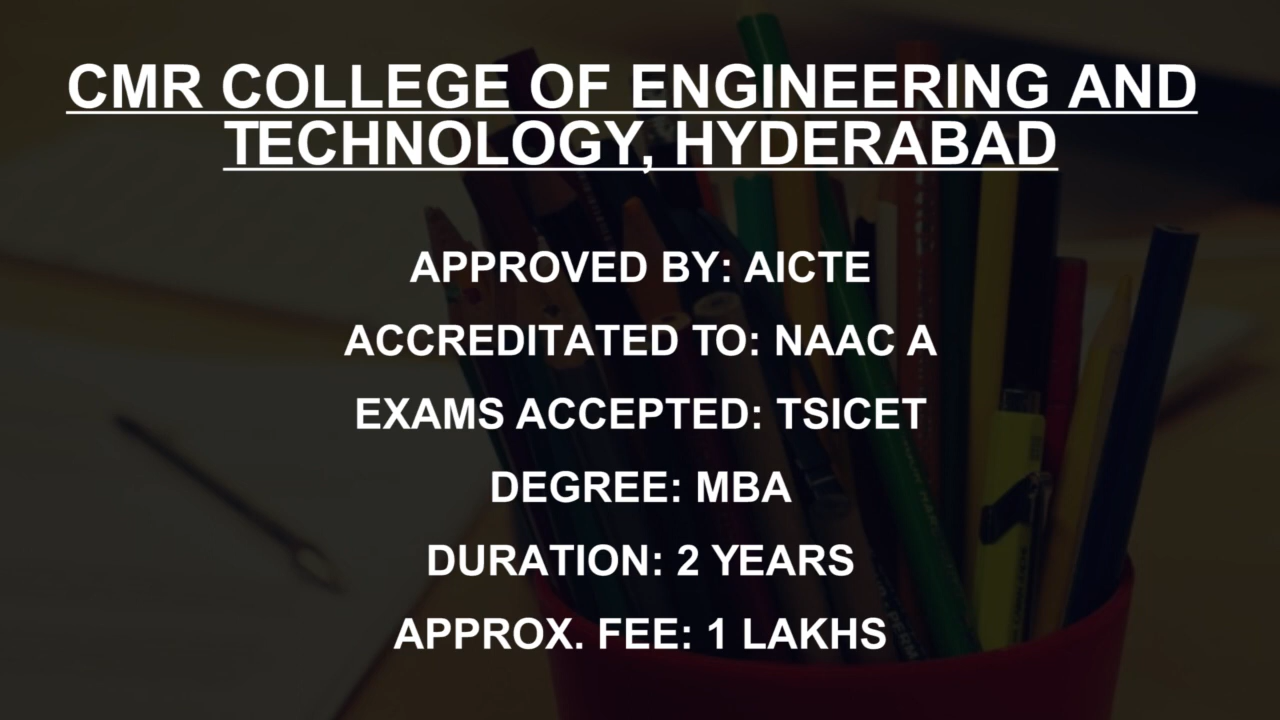 CMR COLLEGE OF ENGINEERING AND
TECHNOLOGY, HYDERABAD
APPROVED BY: AICTE
ACCREDITATED TO: NAAC A
EXAMS ACCEPTED: TSICET
DEGREE: MBA
DURATION: 2 YEARS
APPROX. FEE: 1 LAKHS